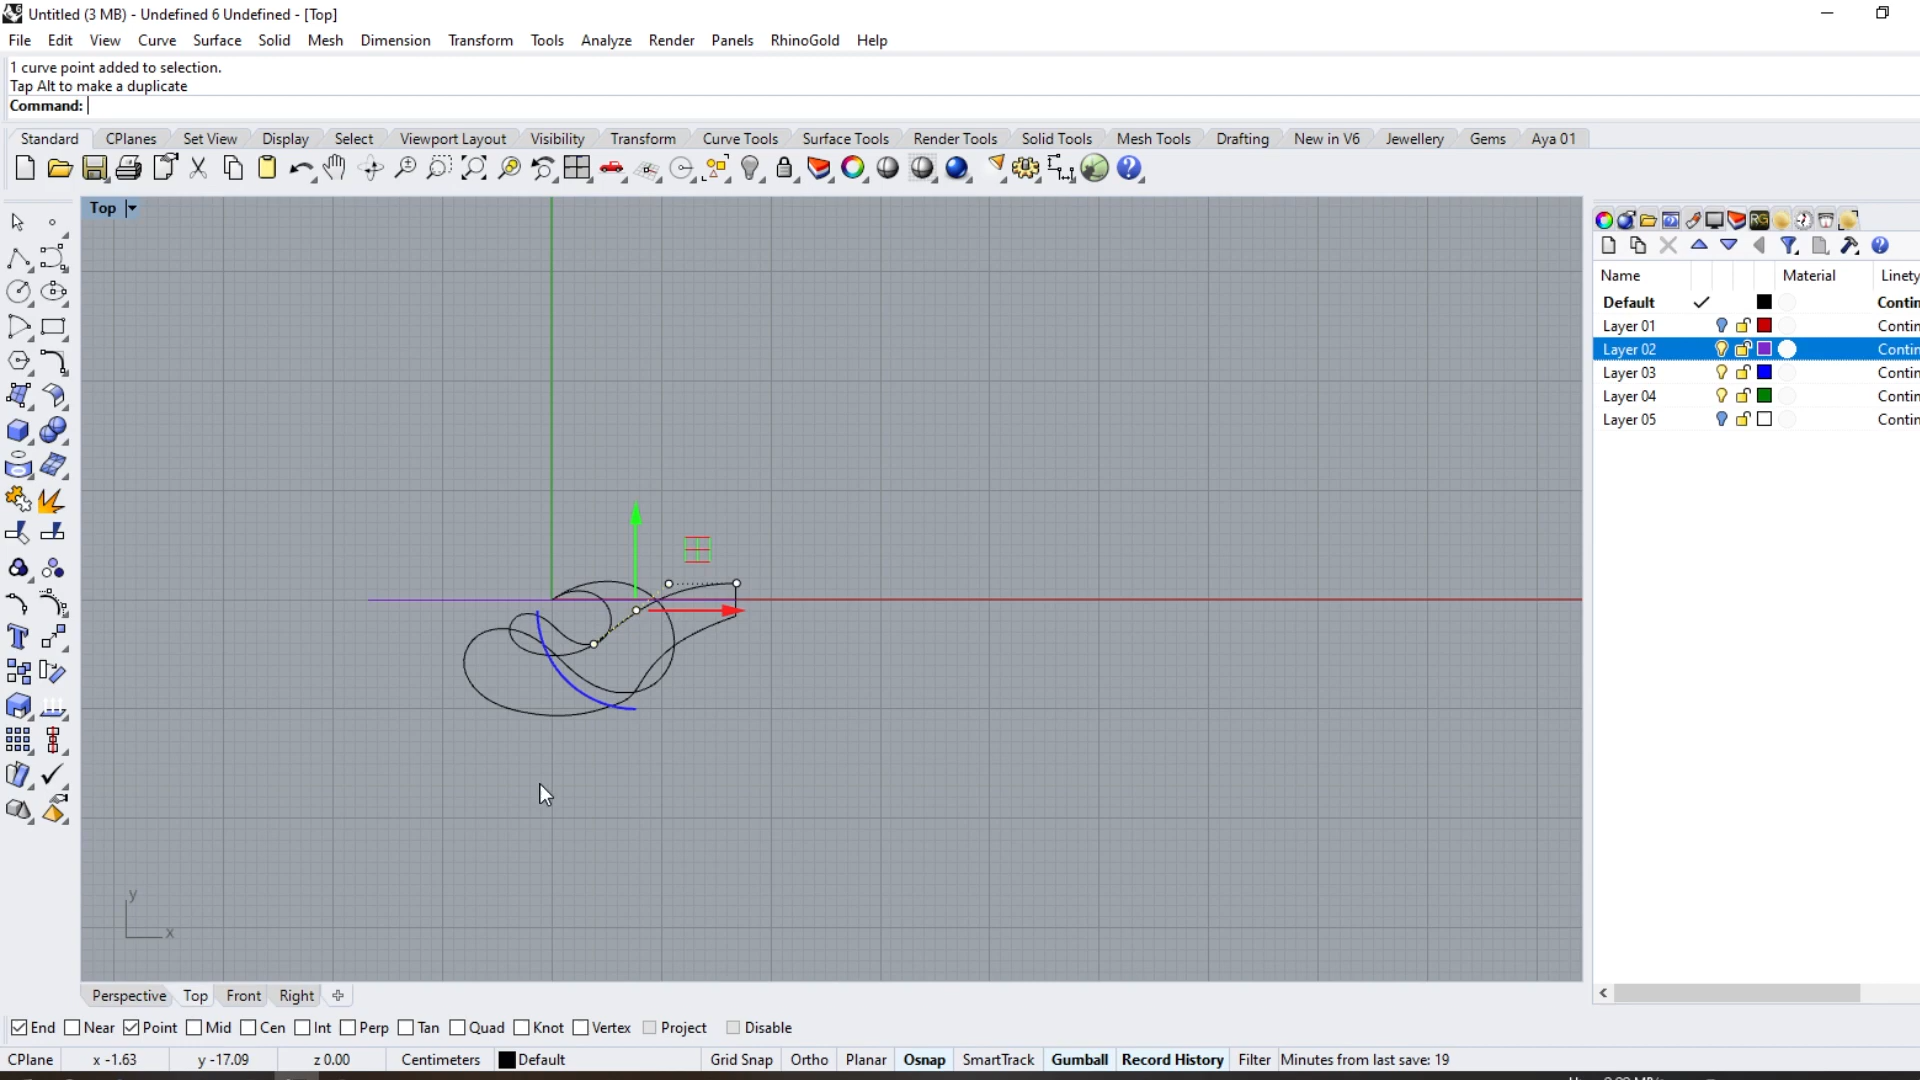 Untitled (3 MB) - Undefined 6 Undefined - [Top]
File Edit View Curve Surface Solid Mesh Dimension Transform Tools Analyze Render Panels RhinoGold Help
1 curve point added to selection.
Tap Alt to make a duplicate
Command:
Standard CPlanes Set View Display Select Viewport Layout Visibility Transform Curve Tools Surface Tools Render Tools Solid Tools Mesh Tools Drafting New in V6 Jewellery Gems Aya 01
Top
Name Material Linety
Default Contin
Layer 01 Contin
Layer 02 Contin
Layer 03 Contin
Layer 04 Contin
Layer 05 Contin
y
x
Perspective Top Front Right
End Near Point Mid Cen Int Perp Tan Quad Knot Vertex Project Disable
CPlane x -1.63 y -17.09 z 0.00 Centimeters Default Grid Snap Ortho Planar Osnap SmartTrack Gumball Record History Filter Minutes from last save: 19